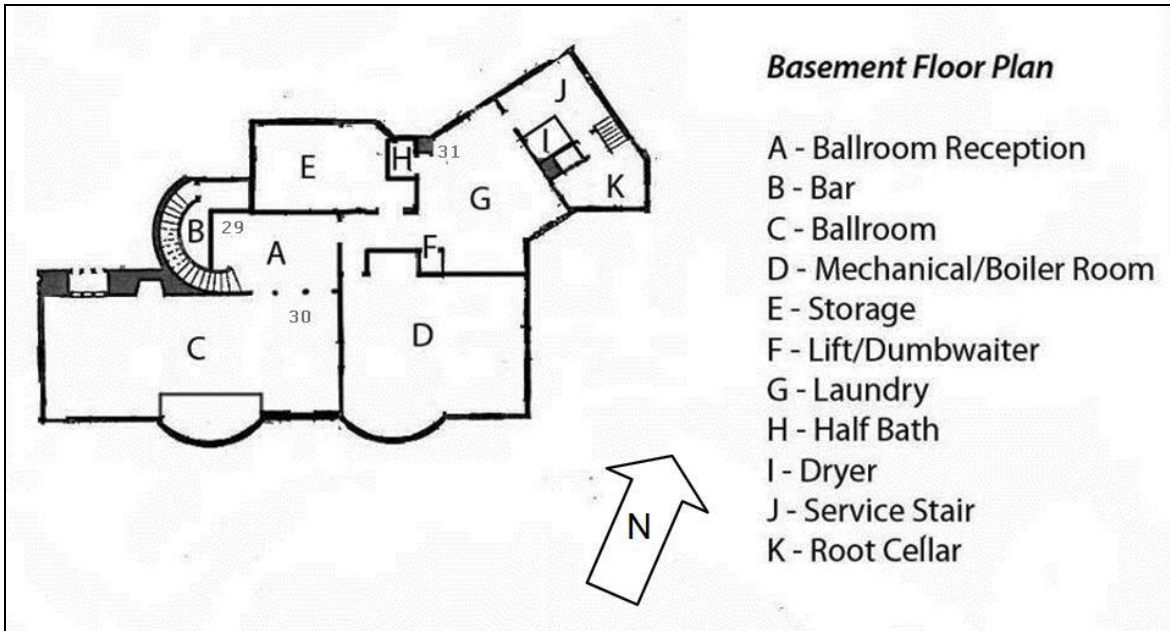 Basement Floor Plan
A - Ballroom Reception
B - Bar
C - Ballroom
D - Mechanical/Boiler Room
E - Storage
F - Lift/Dumbwaiter
G - Laundry
H - Half Bath
I - Dryer
J - Service Stair
K - Root Cellar
J
I
31
H
E
K
G
29
B
A
F
30
C
D
N